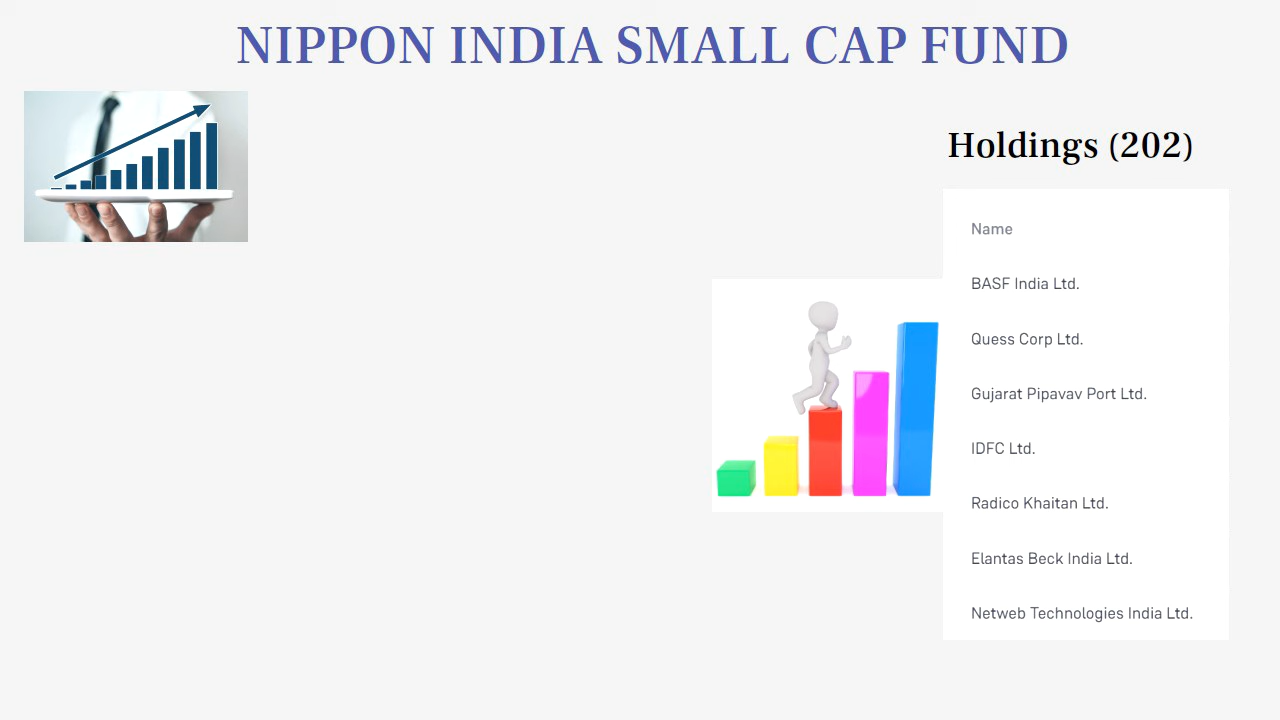 NIPPON INDIA SMALL CAP FUND
Holdings (202)
Name
BASF India Ltd.
Quess Corp Ltd.
Gujarat Pipavav Port Ltd.
IDFC Ltd.
Radico Khaitan Ltd.
Elantas Beck India Ltd.
Netweb Technologies India Ltd.